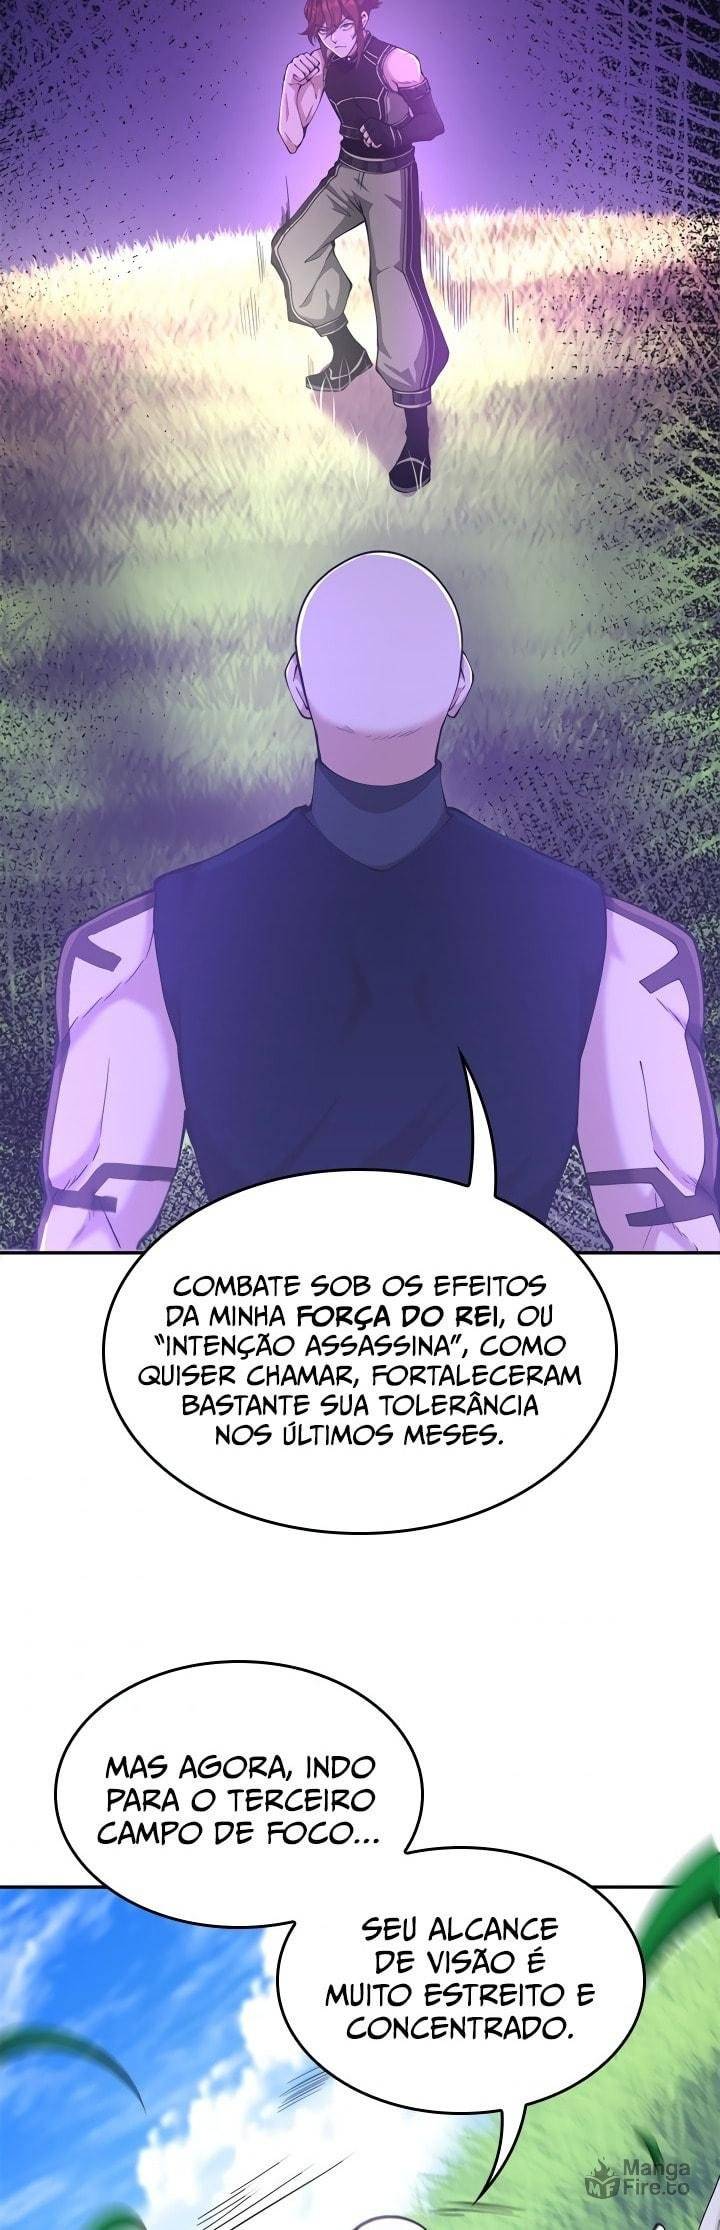 COMBATE SOB OS EFEITOS
DA MINHA FORÇA DO REI, OU
“INTENÇÃO ASSASSINA”, COMO
QUISER CHAMAR, FORTALECERAM
BASTANTE SUA TOLERÂNCIA
NOS ÚLTIMOS MESES.
MAS AGORA, INDO
PARA O TERCEIRO
CAMPO DE FOCO...
SEU ALCANCE
DE VISÃO É
MUITO ESTREITO E
CONCENTRADO.
MF Manga
Fire.to